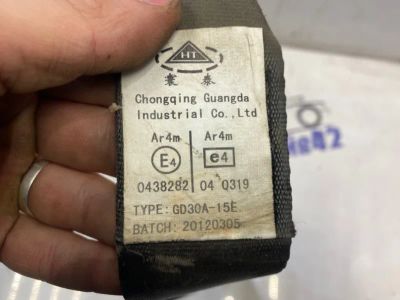 HT
Chongqing Guangda
Industrial Co.,Ltd
Ar4m Ar4m
E4 e4
0438282 04 0319
TYPE: GD30A-15E
BATCH: 20120305